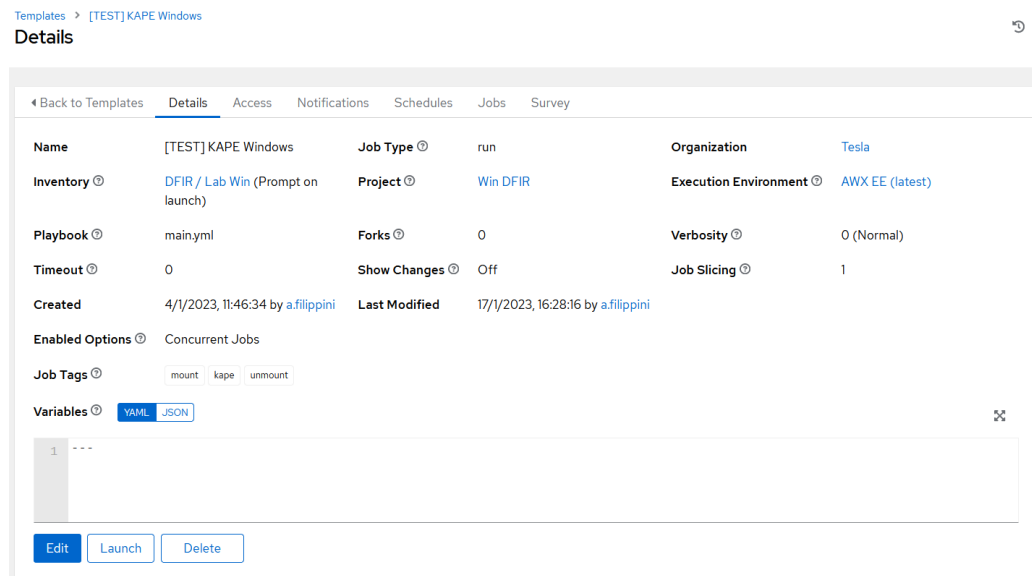 Templates > [TEST] KAPE Windows
Details
Back to Templates Details Access Notifications Schedules Jobs Survey
Name [TEST] KAPE Windows Job Type run Organization Tesla
Inventory DFIR / Lab Win (Prompt on launch) Project Win DFIR Execution Environment AWX EE (latest)
Playbook main.yml Forks 0 Verbosity 0 (Normal)
Timeout 0 Show Changes Off Job Slicing 1
Created 4/1/2023, 11:46:34 by a.filippini Last Modified 17/1/2023, 16:28:16 by a.filippini
Enabled Options Concurrent Jobs
Job Tags mount kape unmount
Variables YAML JSON
1 ---
Edit Launch Delete